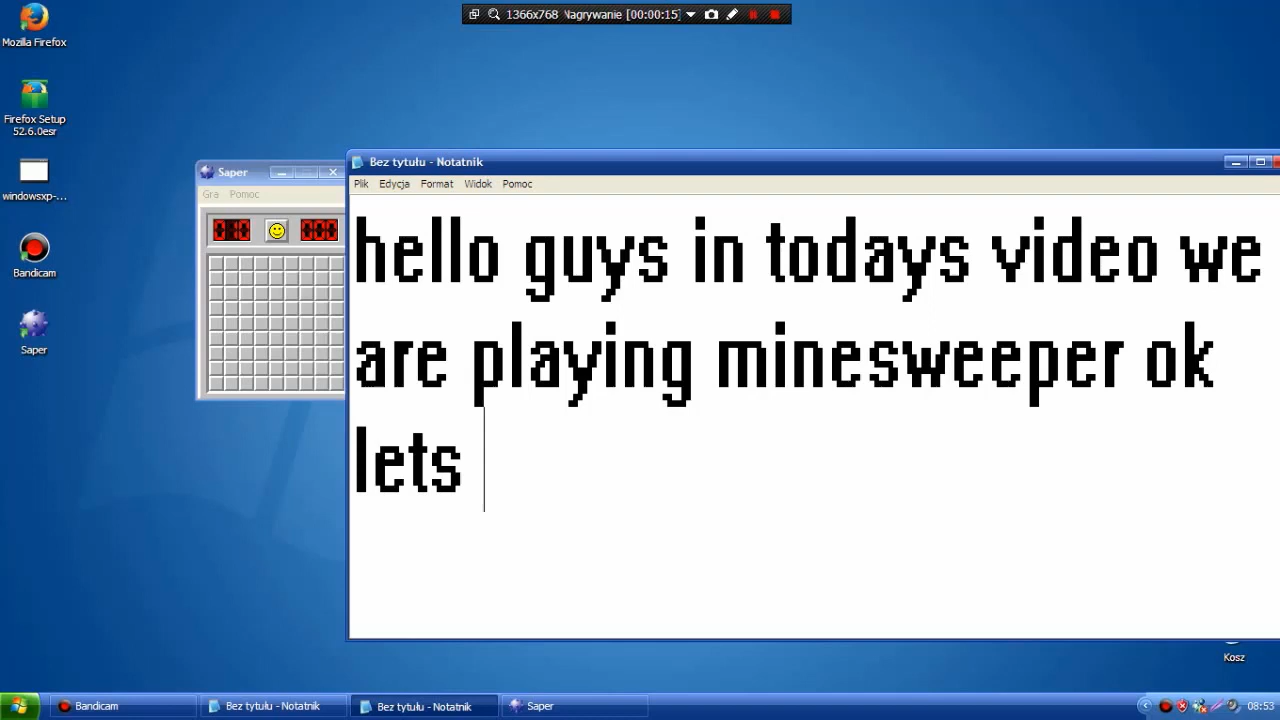 1366x768 Nagrywanie [00:00:15]
Mozilla Firefox
Firefox Setup
52.6.0esr
windowsxp-...
Bandicam
Saper
Saper
Gra Pomoc
010 000
Bez tytułu - Notatnik
Plik Edycja Format Widok Pomoc
hello guys in todays video we
are playing minesweeper ok
lets
Kosz
Bandicam Bez tytułu - Notatnik Bez tytułu - Notatnik Saper 08:53